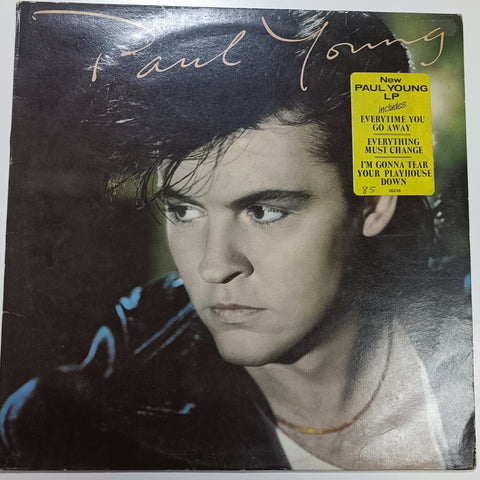 Paul Young
New
PAUL YOUNG
LP
includes
EVERYTIME YOU
GO AWAY
EVERYTHING
MUST CHANGE
I'M GONNA TEAR
YOUR PLAYHOUSE
DOWN
85